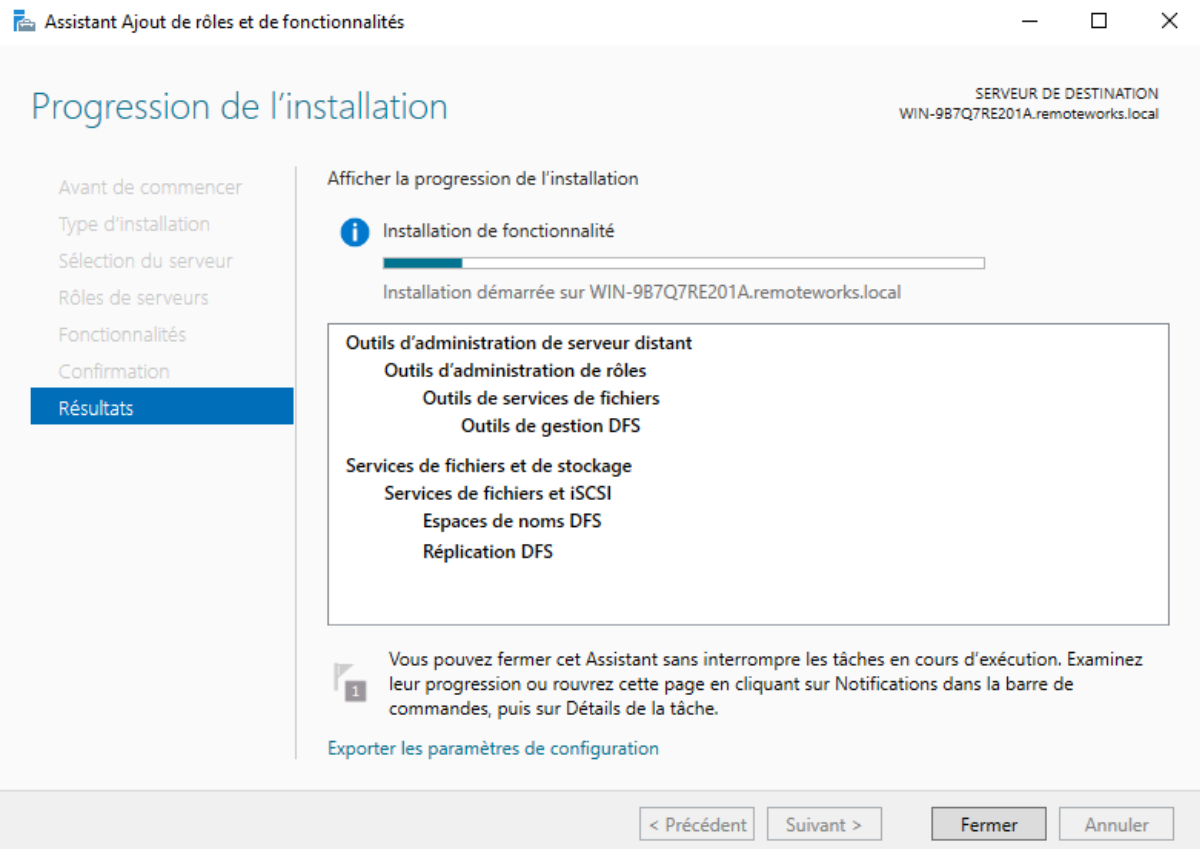 Assistant Ajout de rôles et de fonctionnalités
Progression de l’installation
SERVEUR DE DESTINATION
WIN-9B7Q7RE201A.remoteworks.local
Avant de commencer
Type d’installation
Sélection du serveur
Rôles de serveurs
Fonctionnalités
Confirmation
Résultats
Afficher la progression de l’installation
Installation de fonctionnalité
Installation démarrée sur WIN-9B7Q7RE201A.remoteworks.local
Outils d’administration de serveur distant
Outils d’administration de rôles
Outils de services de fichiers
Outils de gestion DFS
Services de fichiers et de stockage
Services de fichiers et iSCSI
Espaces de noms DFS
Réplication DFS
1
Vous pouvez fermer cet Assistant sans interrompre les tâches en cours d’exécution. Examinez
leur progression ou rouvrez cette page en cliquant sur Notifications dans la barre de
commandes, puis sur Détails de la tâche.
Exporter les paramètres de configuration
< Précédent
Suivant >
Fermer
Annuler